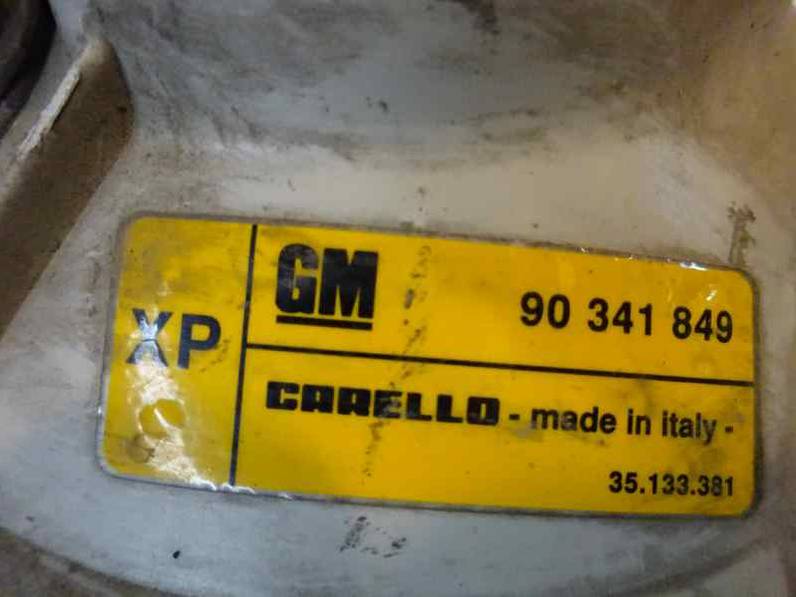 XP
GM
90 341 849
CARELLO - made in italy -
35.133.381